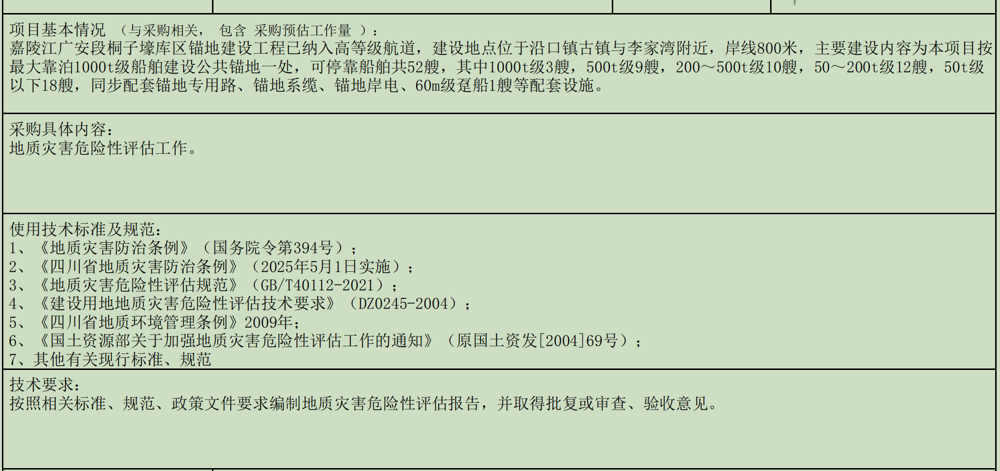 项目基本情况 （与采购相关， 包含 采购预估工作量 ）：
嘉陵江广安段桐子壕库区锚地建设工程已纳入高等级航道，建设地点位于沿口镇古镇与李家湾附近，岸线800米，主要建设内容为本项目按
最大靠泊1000t级船舶建设公共锚地一处，可停靠船舶共52艘，其中1000t级3艘，500t级9艘，200～500t级10艘，50～200t级12艘，50t级
以下18艘，同步配套锚地专用路、锚地系缆、锚地岸电、60m级趸船1艘等配套设施。
采购具体内容：
地质灾害危险性评估工作。
使用技术标准及规范：
1、《地质灾害防治条例》（国务院令第394号）；
2、《四川省地质灾害防治条例》（2025年5月1日实施）；
3、《地质灾害危险性评估规范》（GB/T40112-2021）；
4、《建设用地地质灾害危险性评估技术要求》（DZ0245-2004）；
5、《四川省地质环境管理条例》2009年；
6、《国土资源部关于加强地质灾害危险性评估工作的通知》（原国土资发[2004]69号）；
7、其他有关现行标准、规范
技术要求：
按照相关标准、规范、政策文件要求编制地质灾害危险性评估报告，并取得批复或审查、验收意见。